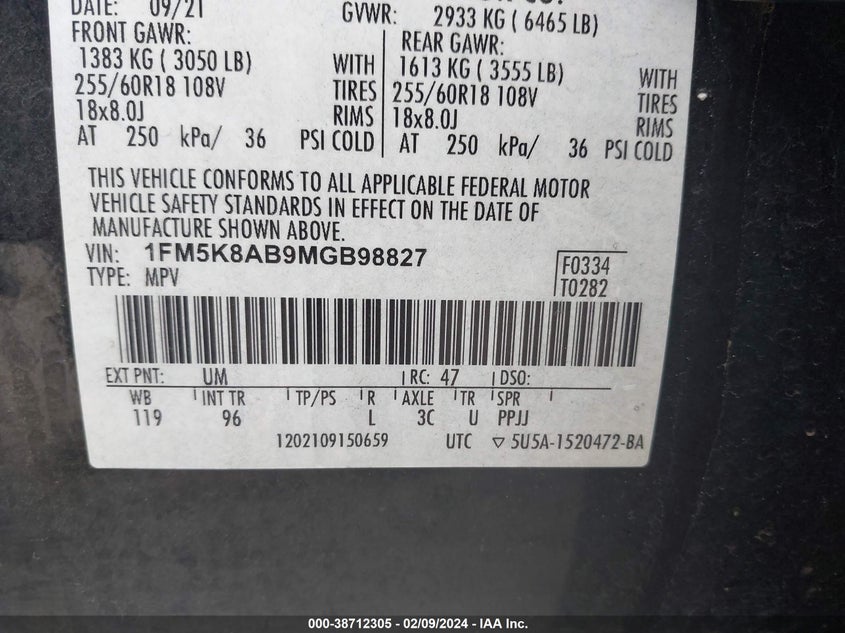 DATE: 09/21
GVWR: 2933 KG ( 6465 LB)
FRONT GAWR: REAR GAWR:
1383 KG ( 3050 LB) WITH 1613 KG ( 3555 LB) WITH
255/60R18 108V TIRES 255/60R18 108V TIRES
18x8.0J RIMS 18x8.0J RIMS
AT 250 kPa/ 36 PSI COLD AT 250 kPa/ 36 PSI COLD
THIS VEHICLE CONFORMS TO ALL APPLICABLE FEDERAL MOTOR
VEHICLE SAFETY STANDARDS IN EFFECT ON THE DATE OF
MANUFACTURE SHOWN ABOVE.
VIN: 1FM5K8AB9MGB98827
TYPE: MPV
F0334
T0282
EXT PNT: UM RC: 47 DSO:
WB INT TR TP/PS R AXLE TR SPR
119 96 L 3C U PPJJ
1202109150659 UTC ▽ 5U5A-1520472-BA
000-38712305 - 02/09/2024 - IAA Inc.